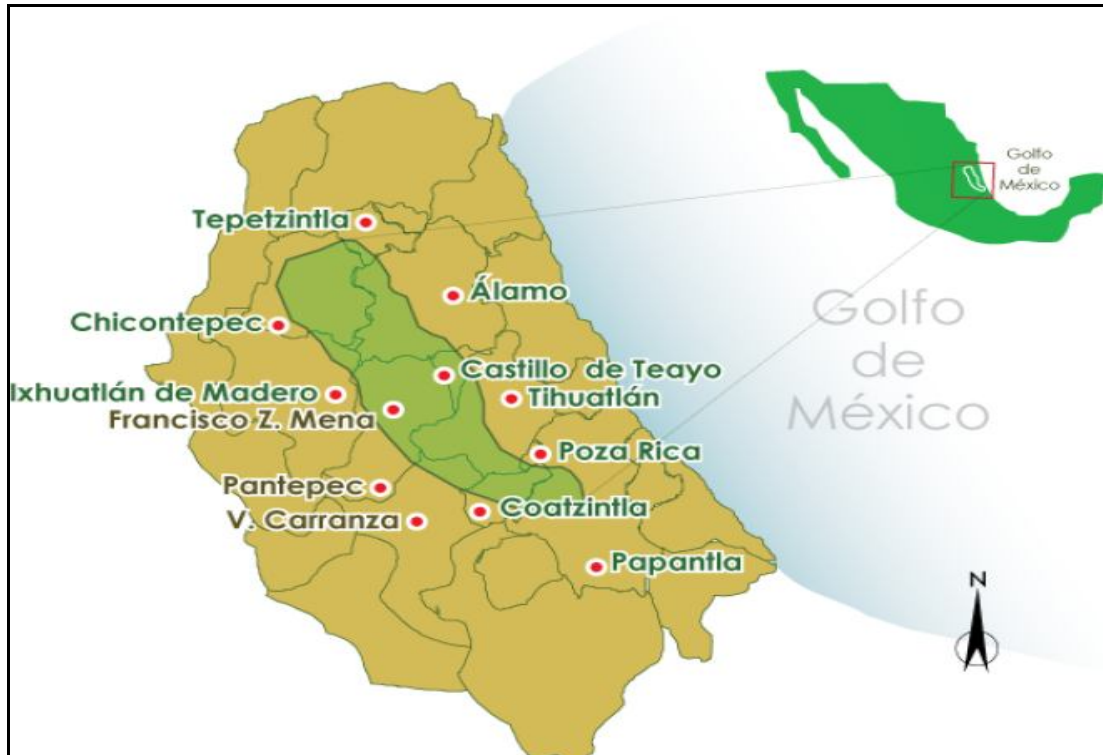 Golfo
de
México
Tepetzintla
Álamo
Golfo
de
México
Chicontepec
Castillo de Teayo
Ixhuatlán de Madero
Tihuatlán
Francisco Z. Mena
Poza Rica
Pantepec
Coatzintla
V. Carranza
Papantla
N